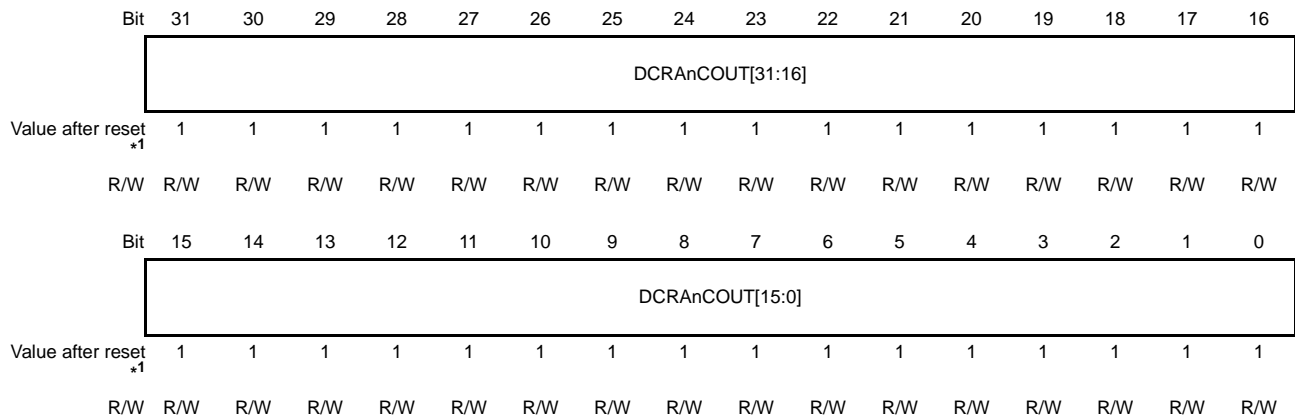 Bit 31 30 29 28 27 26 25 24 23 22 21 20 19 18 17 16
DCRAnCOUT[31:16]
Value after reset 1 1 1 1 1 1 1 1 1 1 1 1 1 1 1 1
*1
R/W R/W R/W R/W R/W R/W R/W R/W R/W R/W R/W R/W R/W R/W R/W R/W R/W
Bit 15 14 13 12 11 10 9 8 7 6 5 4 3 2 1 0
DCRAnCOUT[15:0]
Value after reset 1 1 1 1 1 1 1 1 1 1 1 1 1 1 1 1
*1
R/W R/W R/W R/W R/W R/W R/W R/W R/W R/W R/W R/W R/W R/W R/W R/W R/W